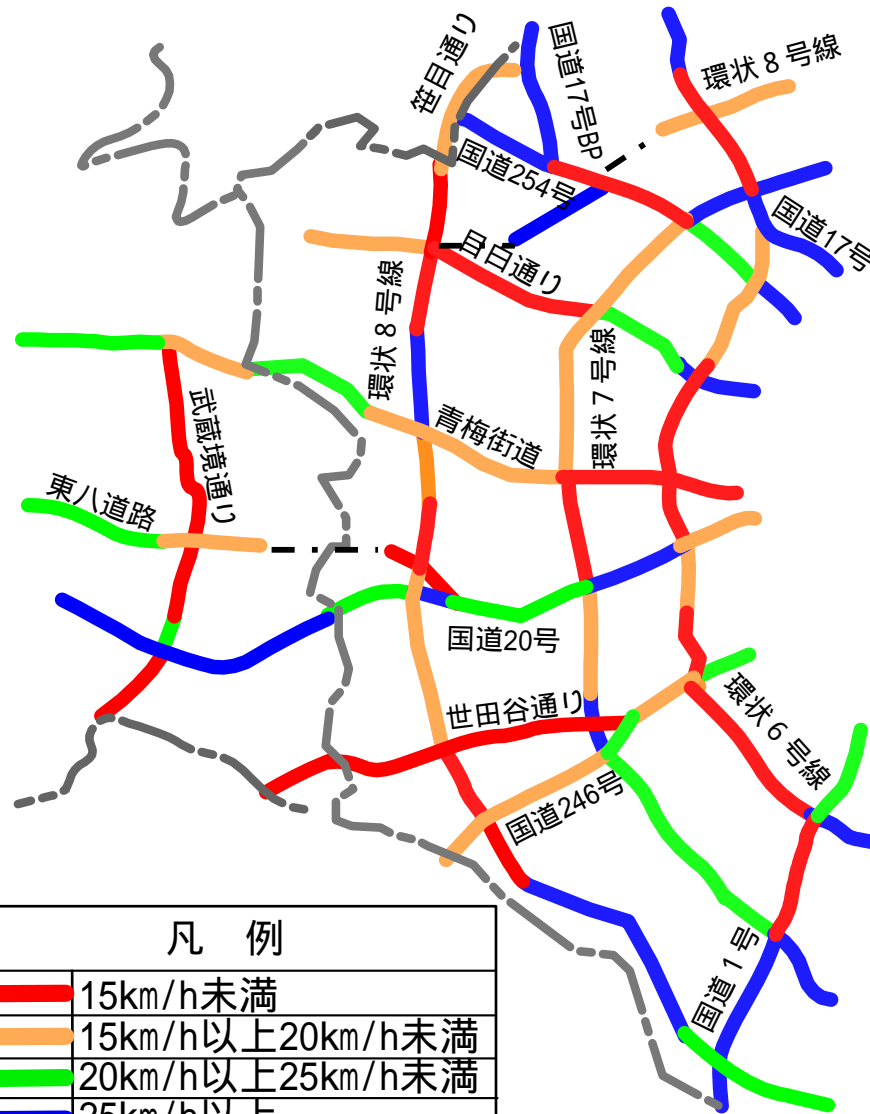 笹目通り
国道17号BP
環状８号線
国道254号
国道17号
目白通り
環状８号線
環状７号線
青梅街道
武蔵境通り
東八道路
国道20号
世田谷通り
環状６号線
国道246号
国道１号
凡　例
15km/h未満
15km/h以上20km/h未満
20km/h以上25km/h未満
25km/h以上